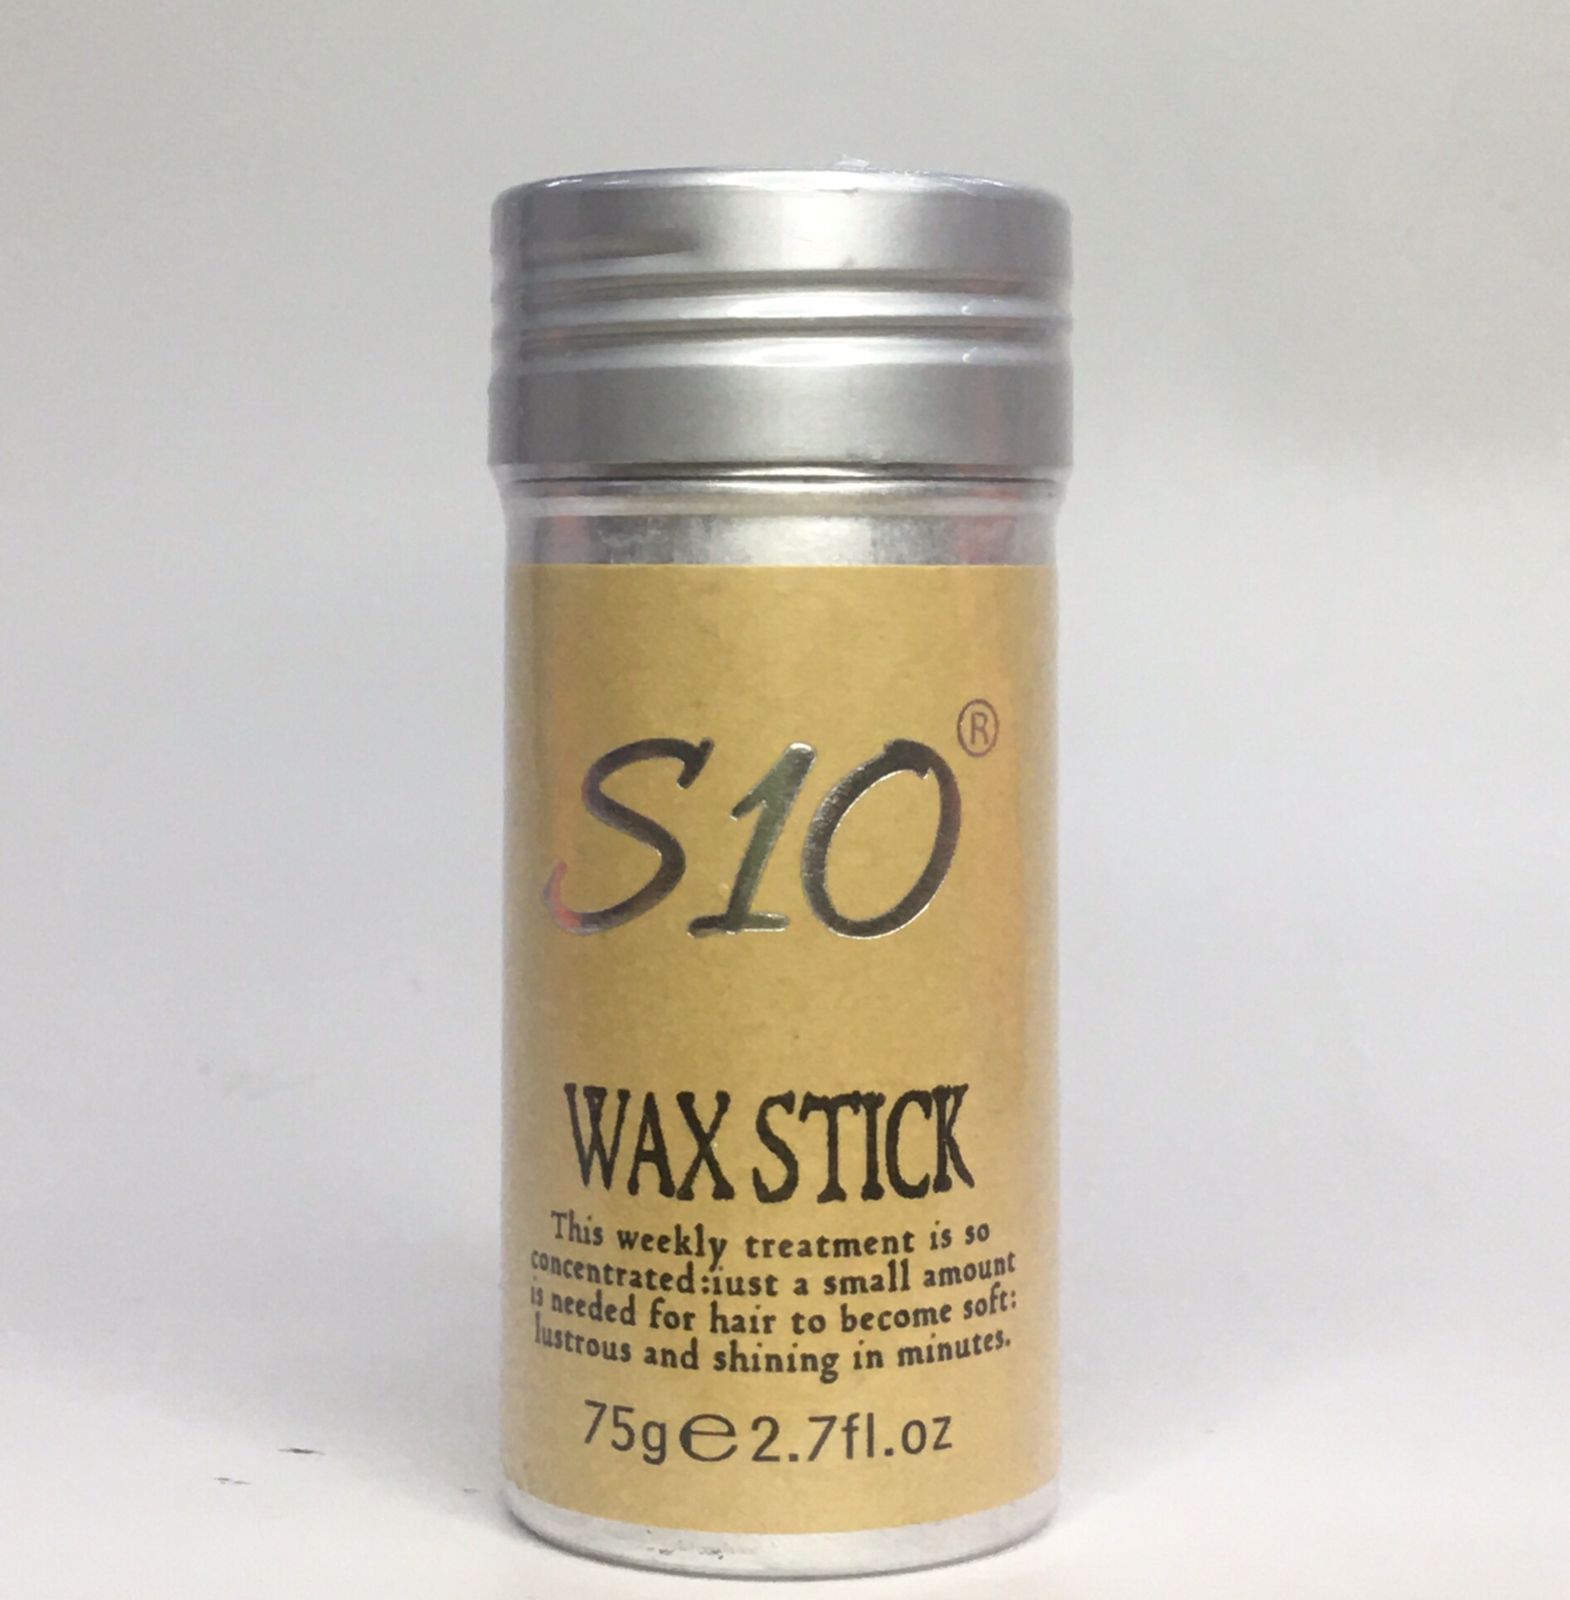 S10®
WAX STICK
This weekly treatment is so
concentrated:iust a small amount
is needed for hair to become soft:
lustrous and shining in minutes.
75g℮2.7fl.oz